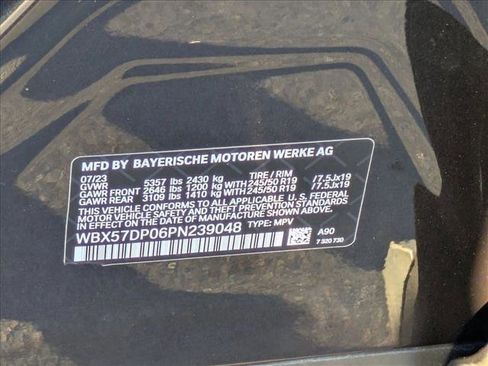 MFD BY BAYERISCHE MOTOREN WERKE AG
07/23 TIRE / RIM
GVWR 5357 lbs 2430 kg
GAWR FRONT 2646 lbs 1200 kg WITH 245/60 R19 /7.5Jx19
GAWR REAR 3109 lbs 1410 kg WITH 245/50 R19 /7.5Jx19
THIS VEHICLE CONFORMS TO ALL APPLICABLE U.S. FEDERAL
MOTOR VEHICLE SAFETY AND THEFT PREVENTION STANDARDS
IN EFFECT ON THE DATE OF MANUFACTURE SHOWN ABOVE.
WBX57DP06PN239048 TYPE: MPV A90
7 320 730